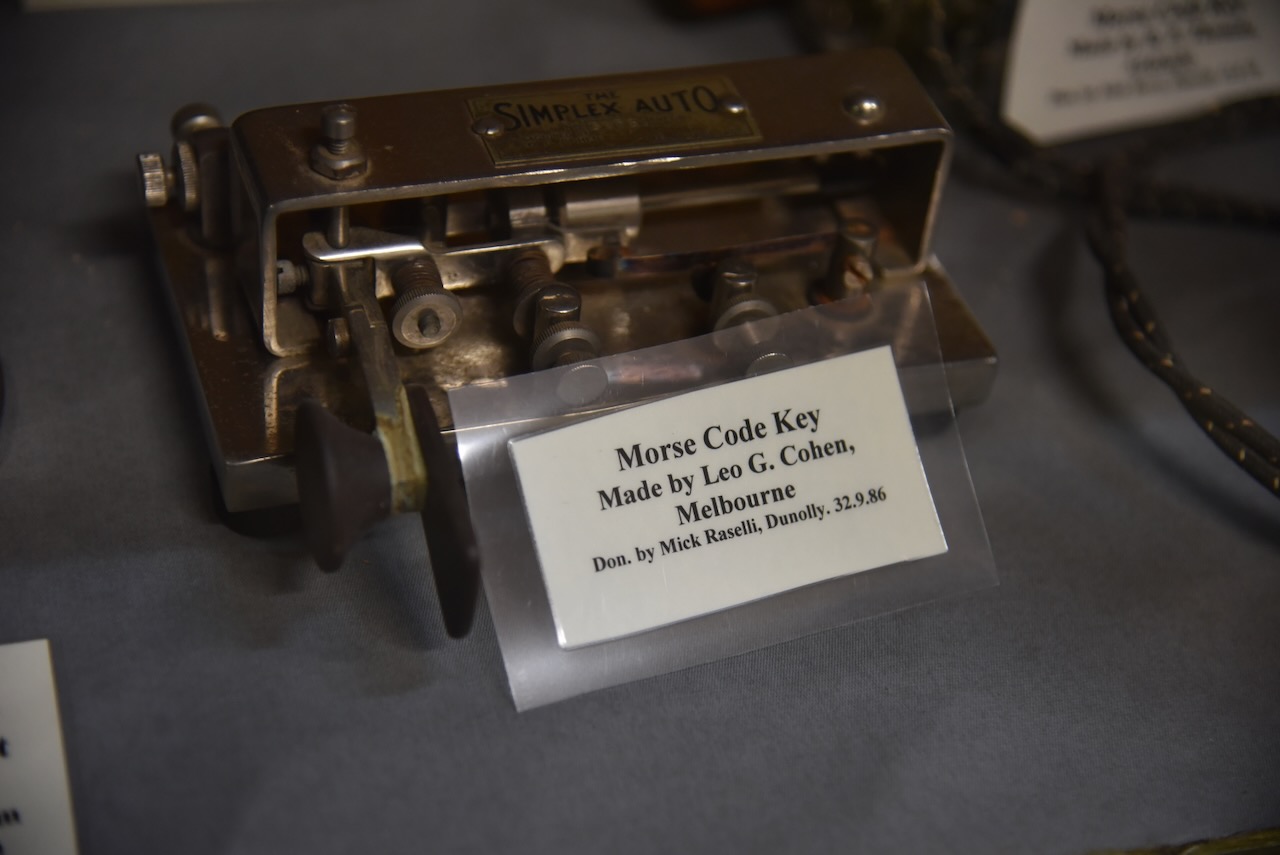 THE
SIMPLEX AUTO
Morse Code Key
Made by Leo G. Cohen,
Melbourne
Don. by Mick Raselli, Dunolly. 32.9.86